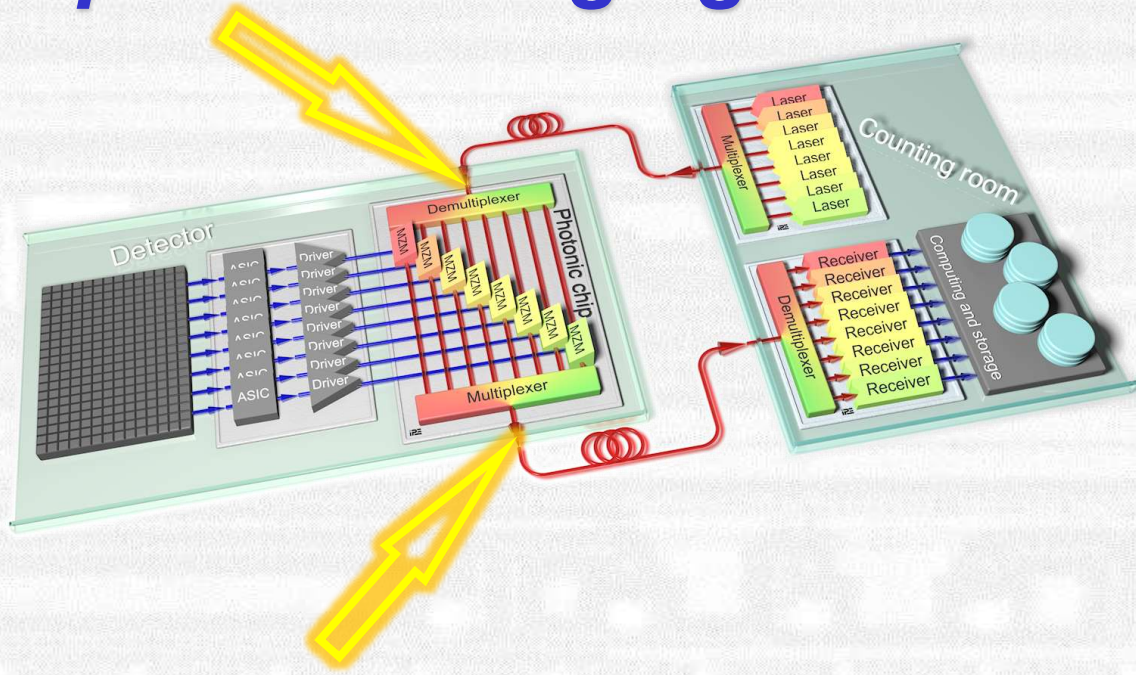 Detector
ASIC
ASIC
ASIC
ASIC
ASIC
ASIC
ASIC
ASIC
Driver
Driver
Driver
Driver
Driver
Driver
Driver
Driver
Demultiplexer
MZM
MZM
MZM
MZM
MZM
MZM
MZM
MZM
Multiplexer
Photonic chip
Multiplexer
Laser
Laser
Laser
Laser
Laser
Laser
Laser
Laser
Counting room
Demultiplexer
Receiver
Receiver
Receiver
Receiver
Receiver
Receiver
Receiver
Receiver
Computing and storage